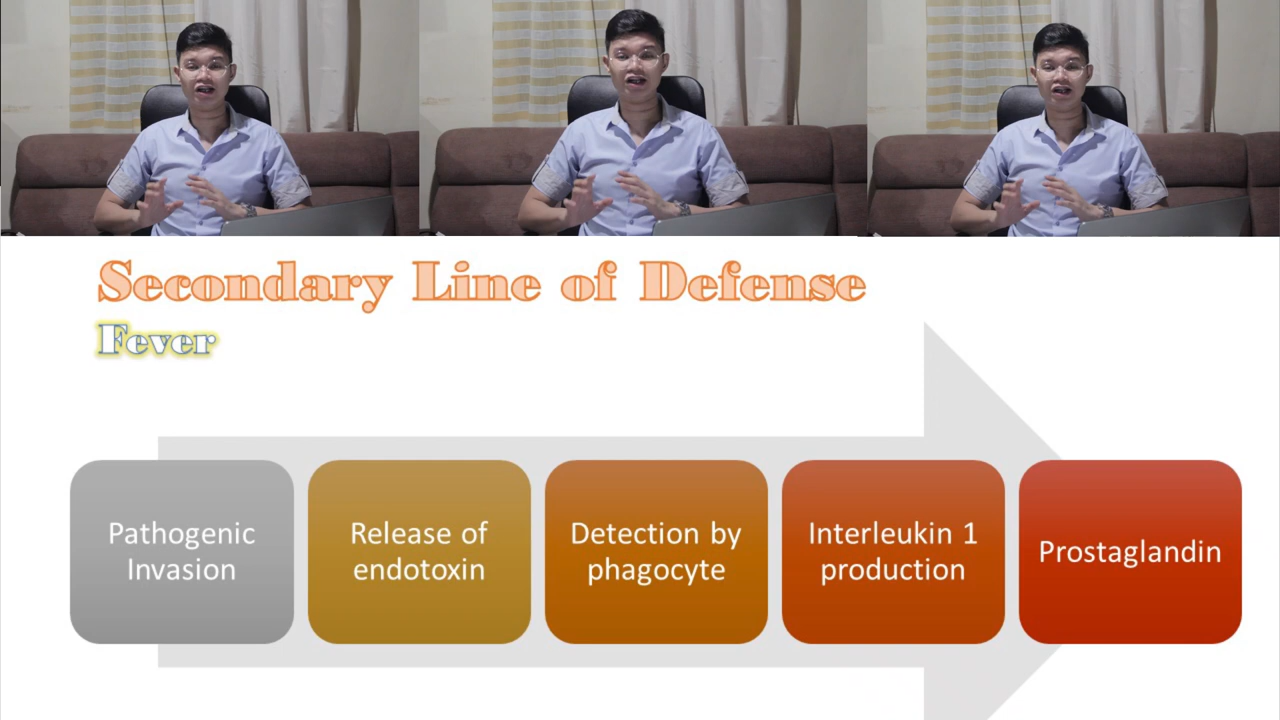 Secondary Line of Defense
Fever
Pathogenic
Invasion
Release of
endotoxin
Detection by
phagocyte
Interleukin 1
production
Prostaglandin